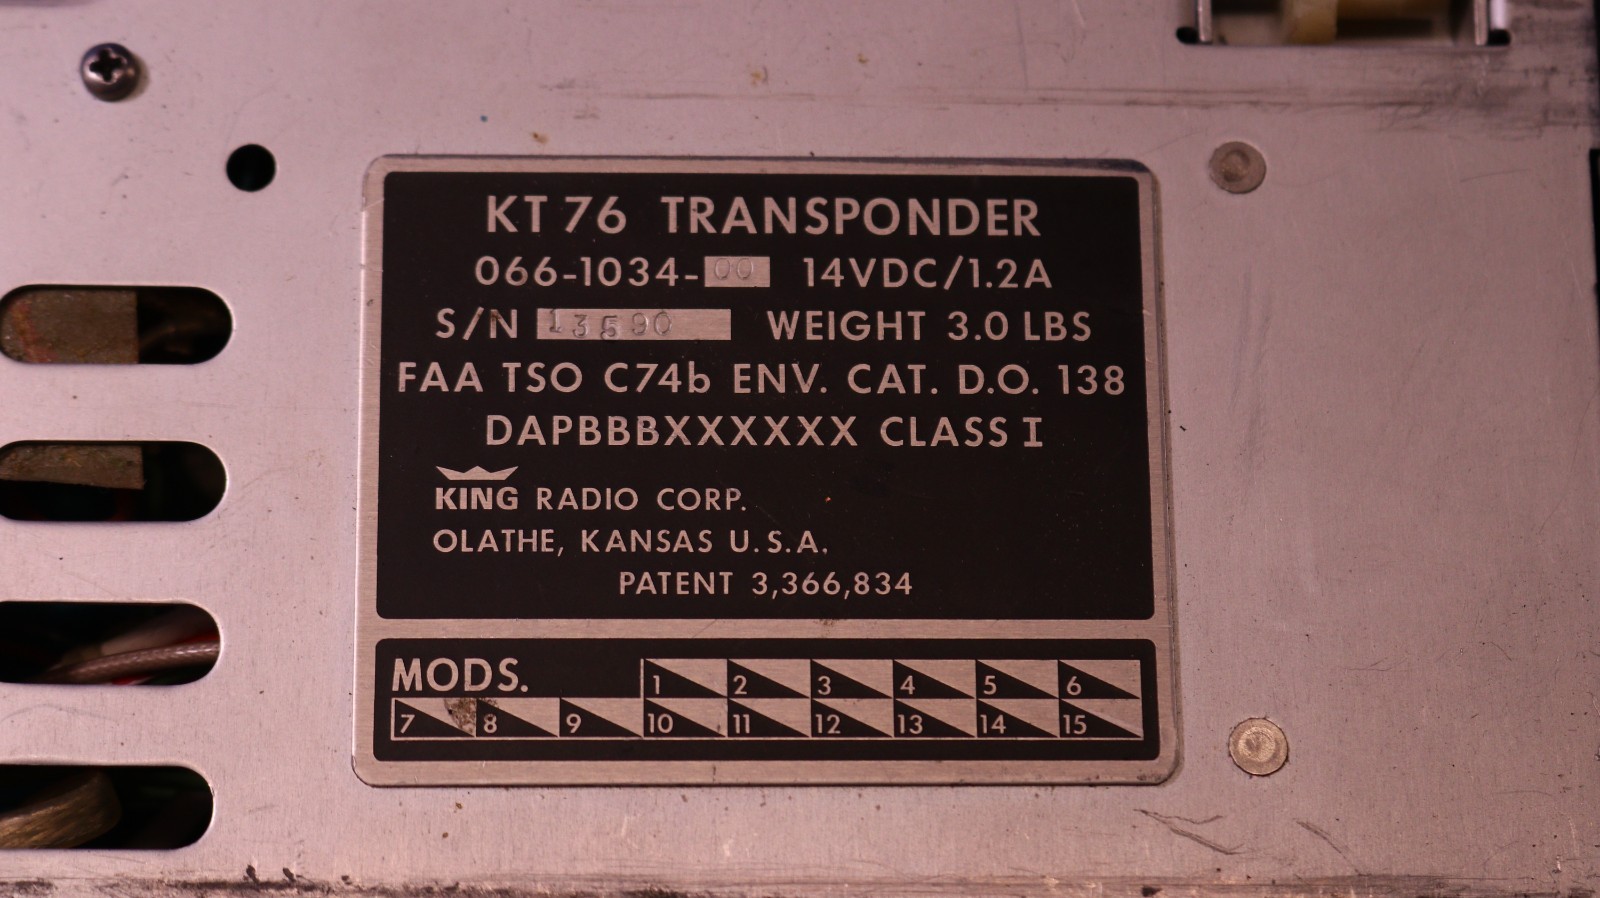 KT 76 TRANSPONDER
066-1034-00 14VDC/1.2A
S/N 13590 WEIGHT 3.0 LBS
FAA TSO C74b ENV. CAT. D.O. 138
DAPBBBXXXXXX CLASS I
KING RADIO CORP.
OLATHE, KANSAS U.S.A.
PATENT 3,366,834
MODS. 1 2 3 4 5 6
7 8 9 10 11 12 13 14 15